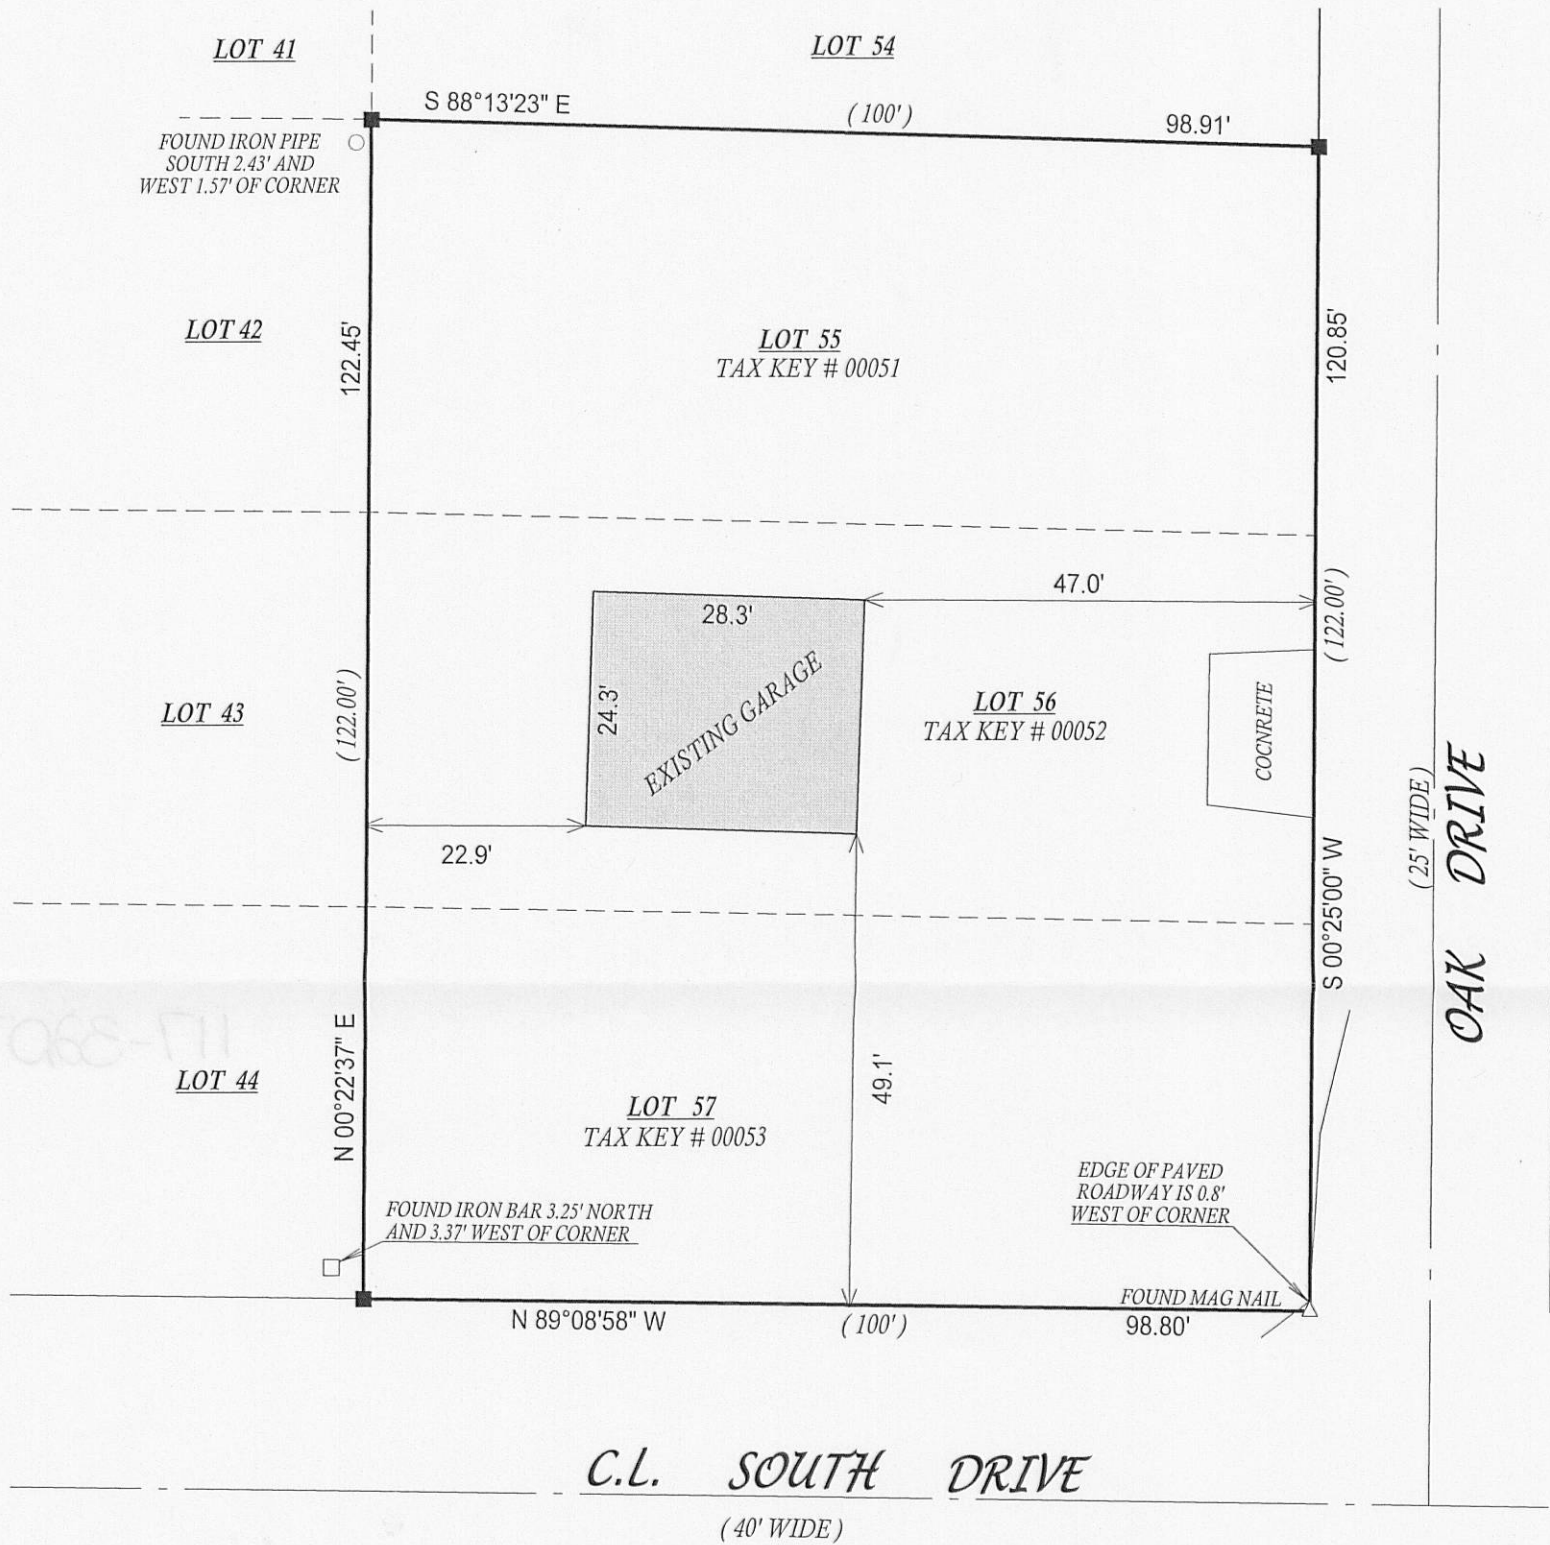 LOT 41
LOT 54
S 88°13'23" E
(100')
98.91'
FOUND IRON PIPE
SOUTH 2.43' AND
WEST 1.57' OF CORNER
LOT 42
122.45'
LOT 55
TAX KEY # 00051
120.85'
47.0'
(122.00')
28.3'
24.3'
EXISTING GARAGE
LOT 56
TAX KEY # 00052
COCNRETE
LOT 43
(122.00')
22.9'
(25' WIDE)
OAK DRIVE
S 00°25'00" W
N 00°22'37" E
LOT 44
49.1'
LOT 57
TAX KEY # 00053
EDGE OF PAVED
ROADWAY IS 0.8'
WEST OF CORNER
FOUND IRON BAR 3.25' NORTH
AND 3.37' WEST OF CORNER
FOUND MAG NAIL
N 89°08'58" W
(100')
98.80'
C.L. SOUTH DRIVE
(40' WIDE)